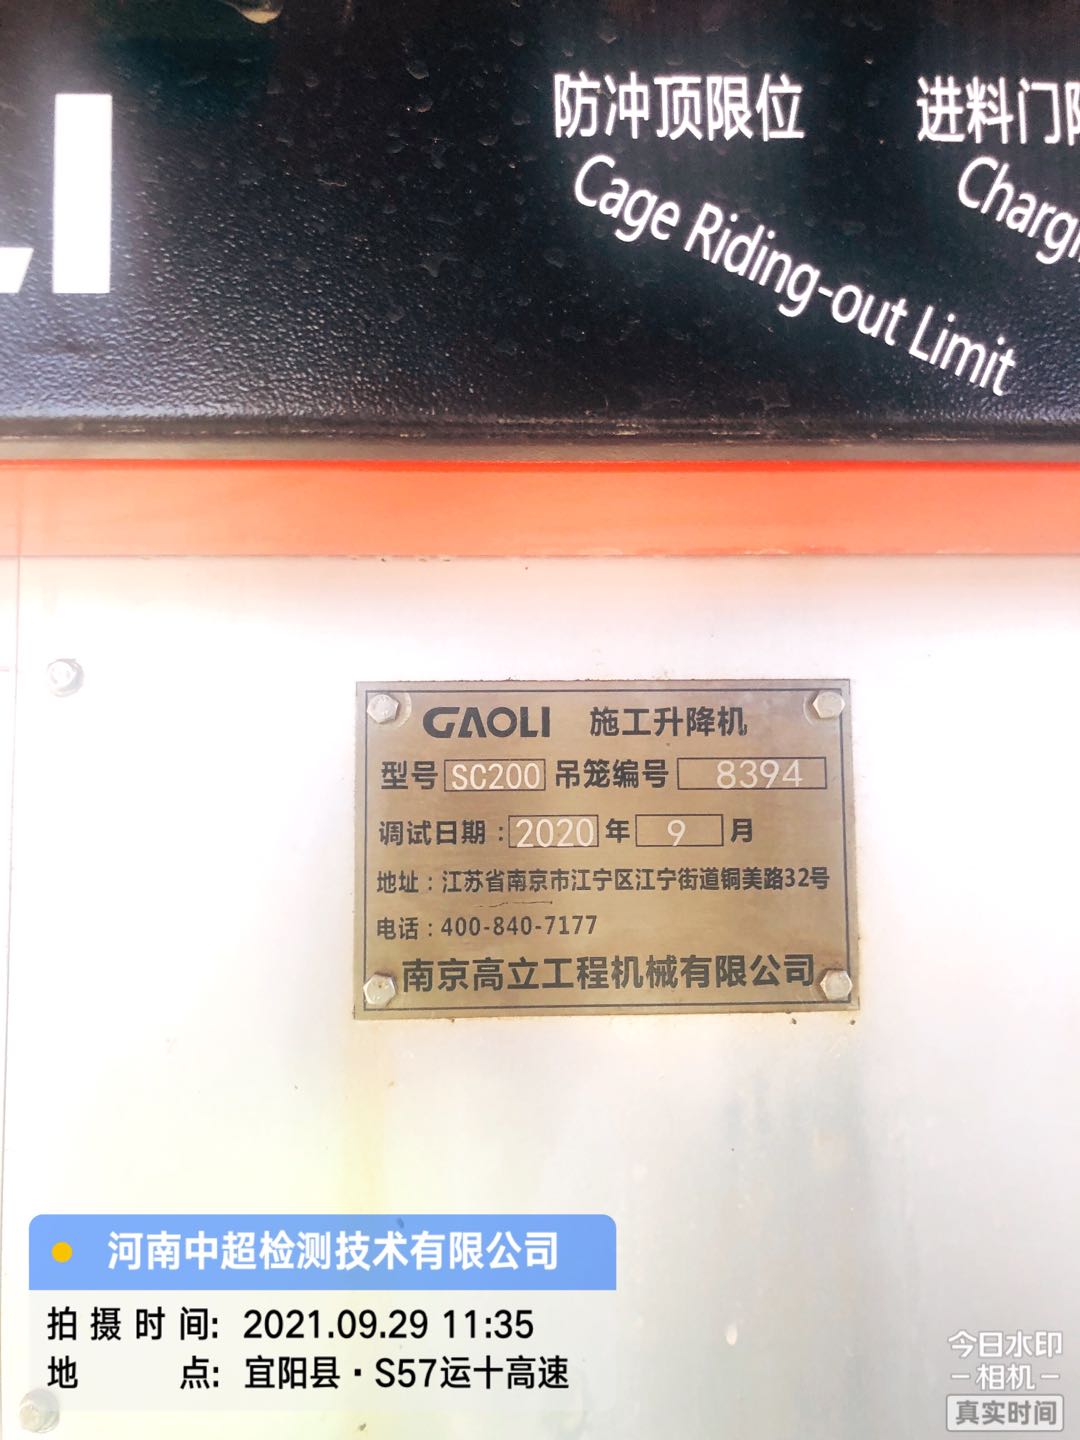 LI
防冲顶限位
Cage Riding-out Limit
进料门
GAOLI 施工升降机
型号 SC200 吊笼编号 8394
调试日期：2020 年 9 月
地址：江苏省南京市江宁区江宁街道铜美路32号
电话：400-840-7177
南京高立工程机械有限公司
河南中超检测技术有限公司
拍摄时间: 2021.09.29 11:35
地点: 宜阳县·S57运十高速
今日水印
-相机-
真实时间